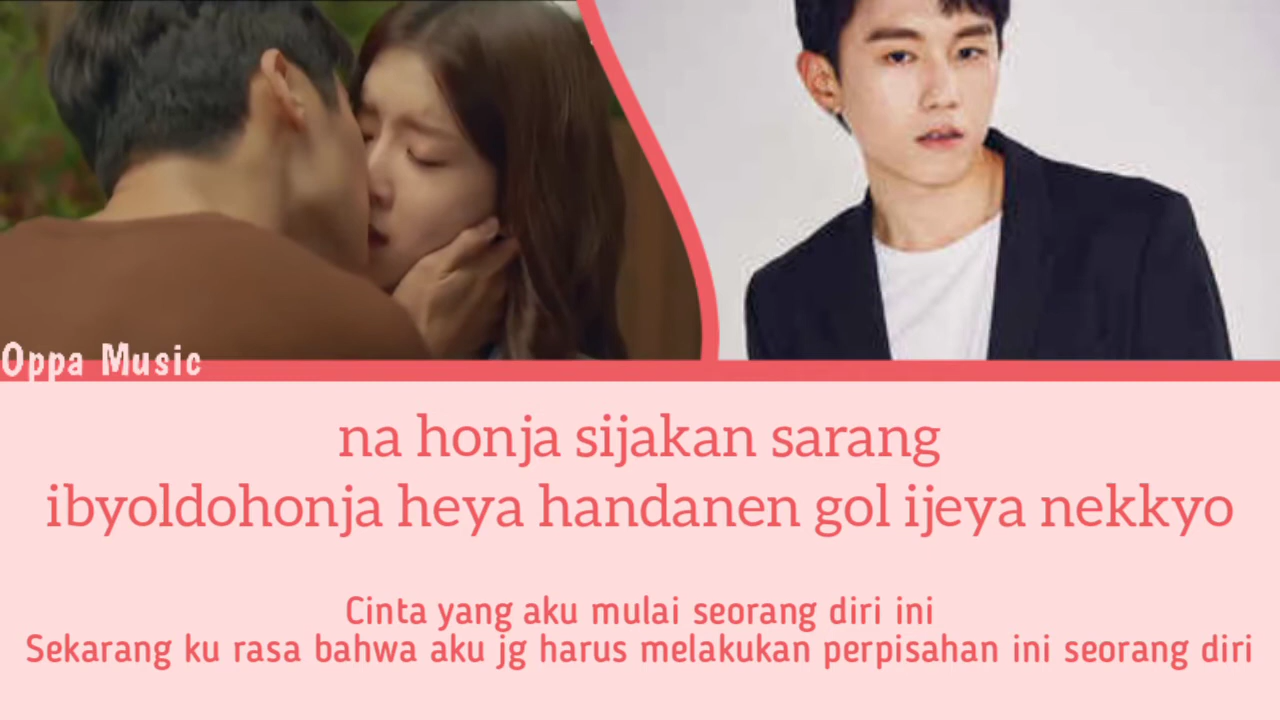 Oppa Music
na honja sijakan sarang
ibyoldohonja heya handanen gol ijeya nekkyo
Cinta yang aku mulai seorang diri ini
Sekarang ku rasa bahwa aku jg harus melakukan perpisahan ini seorang diri